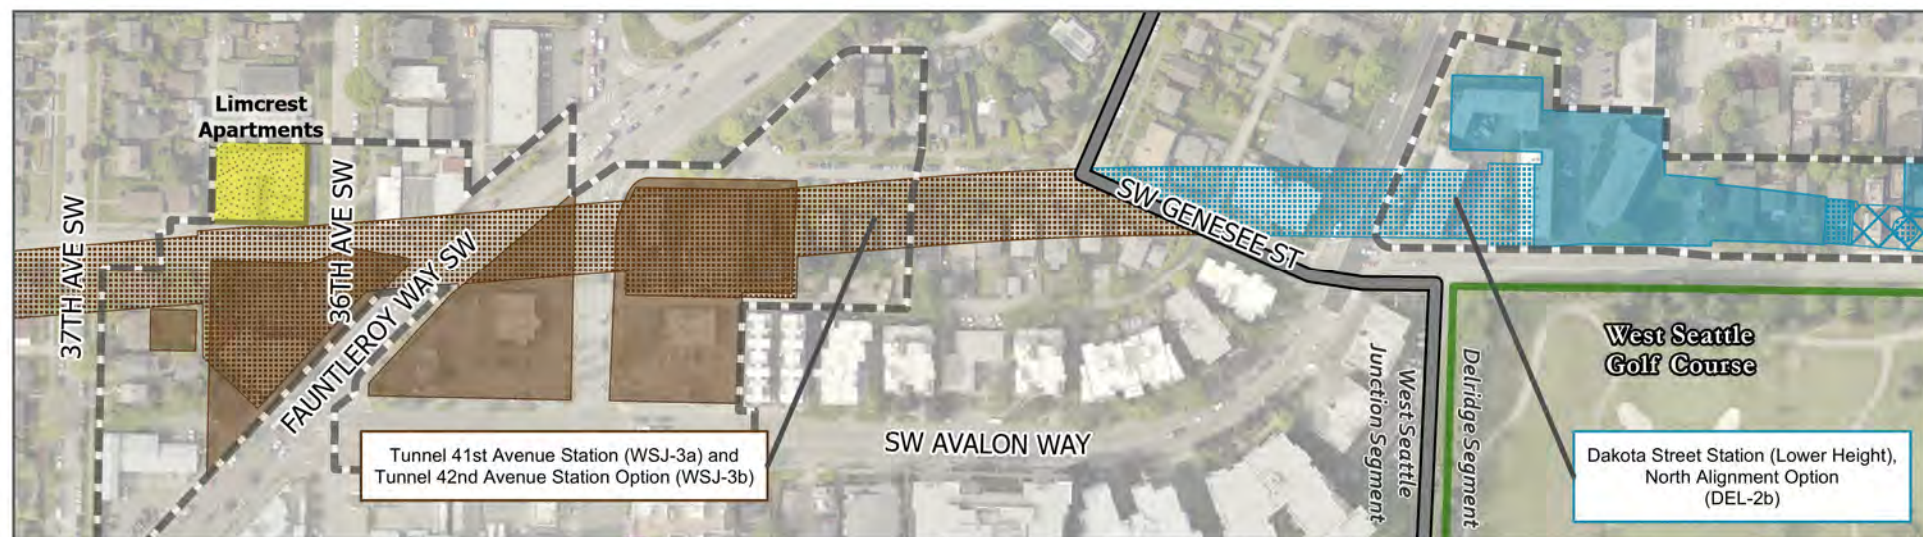 Limcrest
Apartments
37TH AVE SW
36TH AVE SW
FAUNTLEROY WAY SW
SW GENESEE ST
SW AVALON WAY
West Seattle
Junction Segment
Delridge Segment
West Seattle
Golf Course
Tunnel 41st Avenue Station (WSJ-3a) and
Tunnel 42nd Avenue Station Option (WSJ-3b)
Dakota Street Station (Lower Height),
North Alignment Option
(DEL-2b)